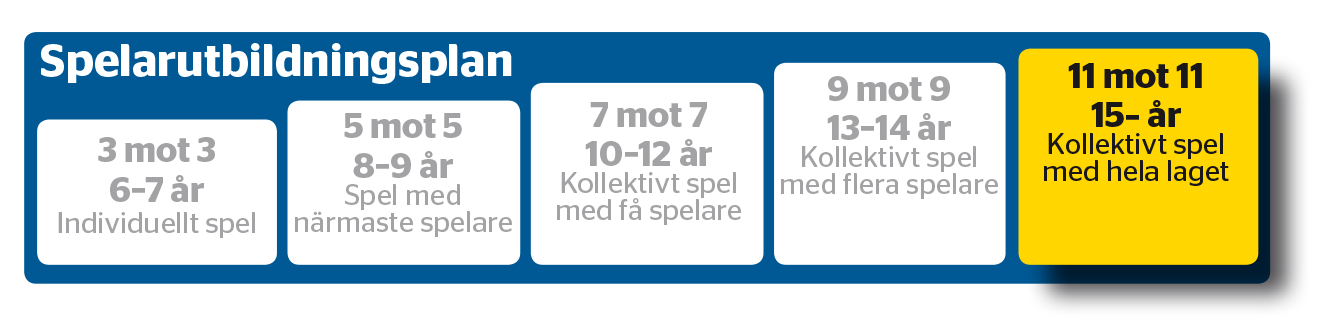 Spelarutbildningsplan
3 mot 3
6–7 år
Individuellt spel
5 mot 5
8–9 år
Spel med
närmaste spelare
7 mot 7
10–12 år
Kollektivt spel
med få spelare
9 mot 9
13–14 år
Kollektivt spel
med flera spelare
11 mot 11
15– år
Kollektivt spel
med hela laget